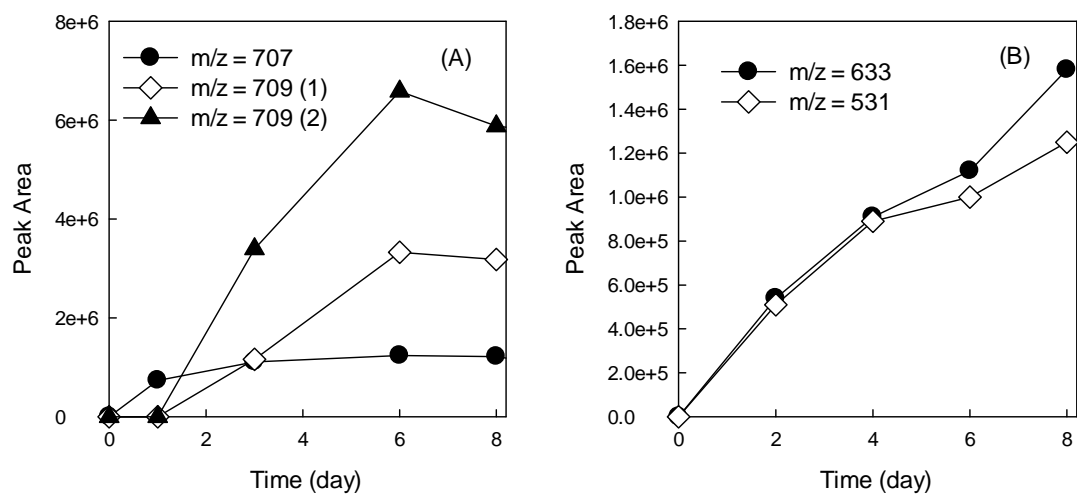 8e+6
6e+6
4e+6
2e+6
0
0 2 4 6 8
Time (day)
Peak Area
m/z = 707
m/z = 709 (1)
m/z = 709 (2)
(A)
1.8e+6
1.6e+6
1.4e+6
1.2e+6
1.0e+6
8.0e+5
6.0e+5
4.0e+5
2.0e+5
0.0
0 2 4 6 8
Time (day)
Peak Area
m/z = 633
m/z = 531
(B)